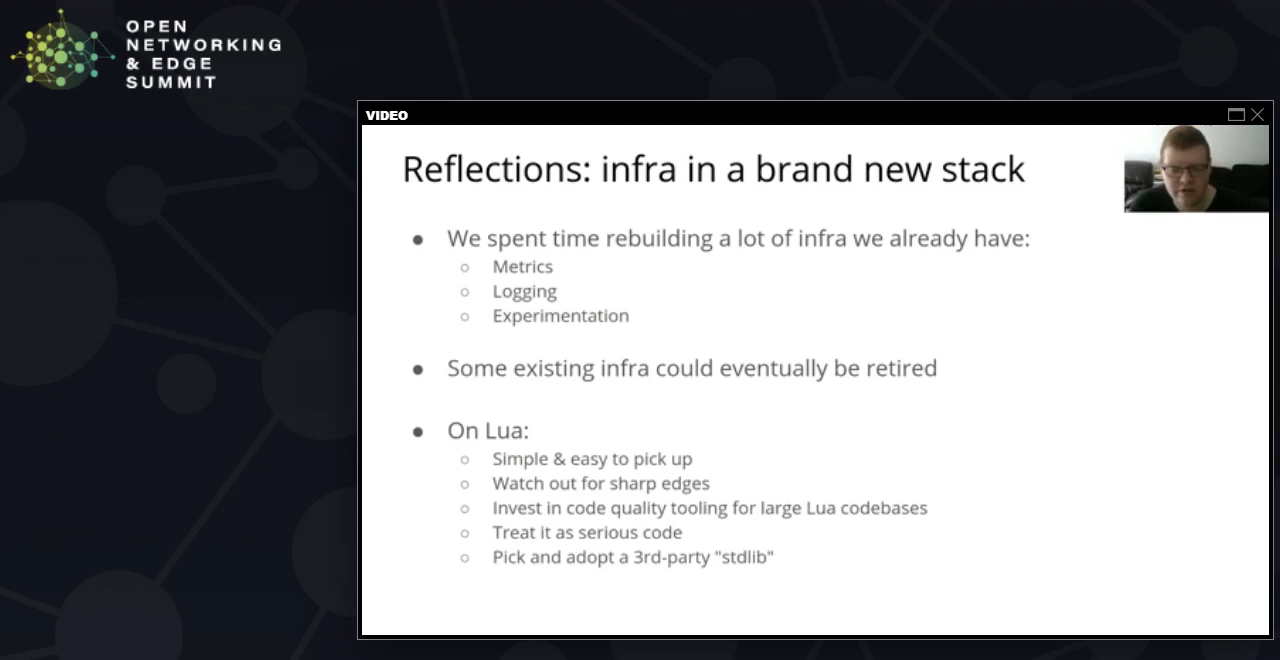 OPEN
NETWORKING
& EDGE
SUMMIT
VIDEO
Reflections: infra in a brand new stack
● We spent time rebuilding a lot of infra we already have:
○ Metrics
○ Logging
○ Experimentation
● Some existing infra could eventually be retired
● On Lua:
○ Simple & easy to pick up
○ Watch out for sharp edges
○ Invest in code quality tooling for large Lua codebases
○ Treat it as serious code
○ Pick and adopt a 3rd-party "stdlib"